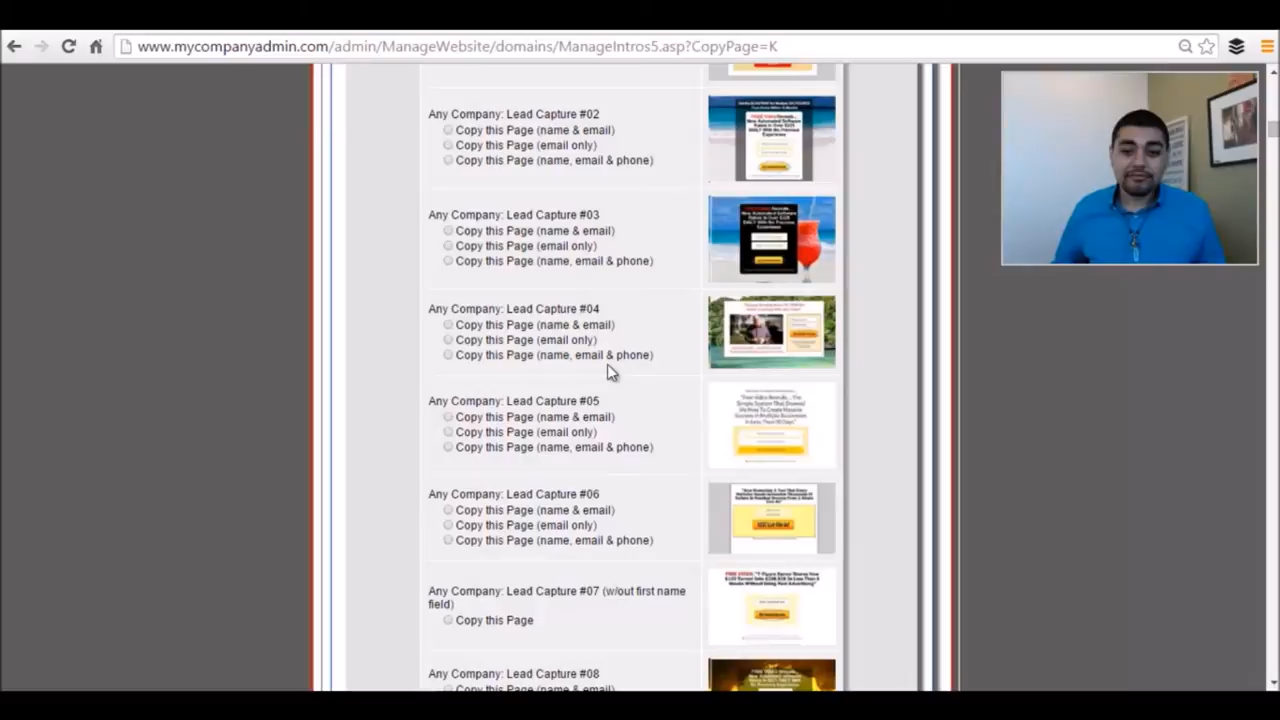 www.mycompanyadmin.com/admin/ManageWebsite/domains/ManageIntros5.asp?CopyPage=K
Any Company: Lead Capture #02
Copy this Page (name & email)
Copy this Page (email only)
Copy this Page (name, email & phone)
Any Company: Lead Capture #03
Copy this Page (name & email)
Copy this Page (email only)
Copy this Page (name, email & phone)
Any Company: Lead Capture #04
Copy this Page (name & email)
Copy this Page (email only)
Copy this Page (name, email & phone)
Any Company: Lead Capture #05
Copy this Page (name & email)
Copy this Page (email only)
Copy this Page (name, email & phone)
Any Company: Lead Capture #06
Copy this Page (name & email)
Copy this Page (email only)
Copy this Page (name, email & phone)
Any Company: Lead Capture #07 (w/out first name
field)
Copy this Page
Any Company: Lead Capture #08
Copy this Page (name & email)